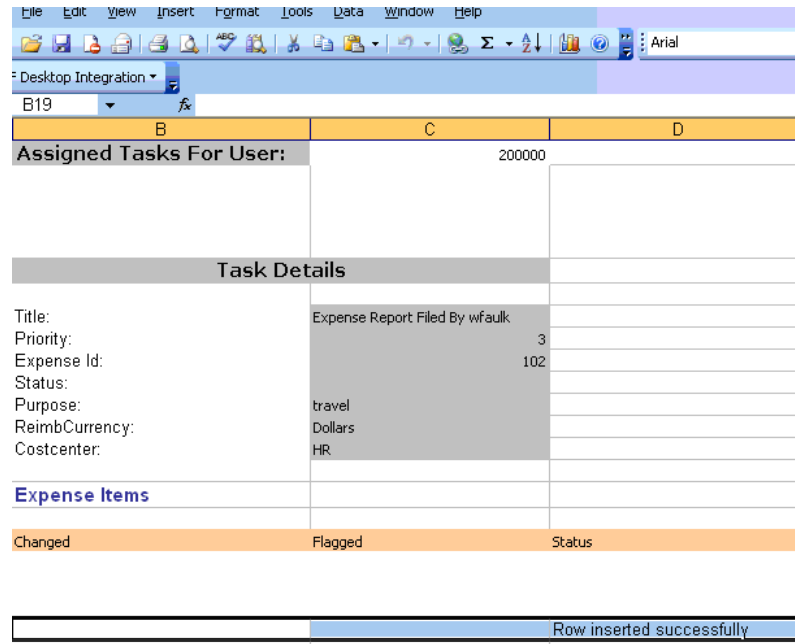 File Edit View Insert Format Tools Data Window Help
ABC Σ A Z Arial
Desktop Integration
B19 fx
B C D
Assigned Tasks For User: 200000
Task Details
Title: Expense Report Filed By wfaulk
Priority: 3
Expense Id: 102
Status:
Purpose: travel
ReimbCurrency: Dollars
Costcenter: HR
Expense Items
Changed Flagged Status
Row inserted successfully